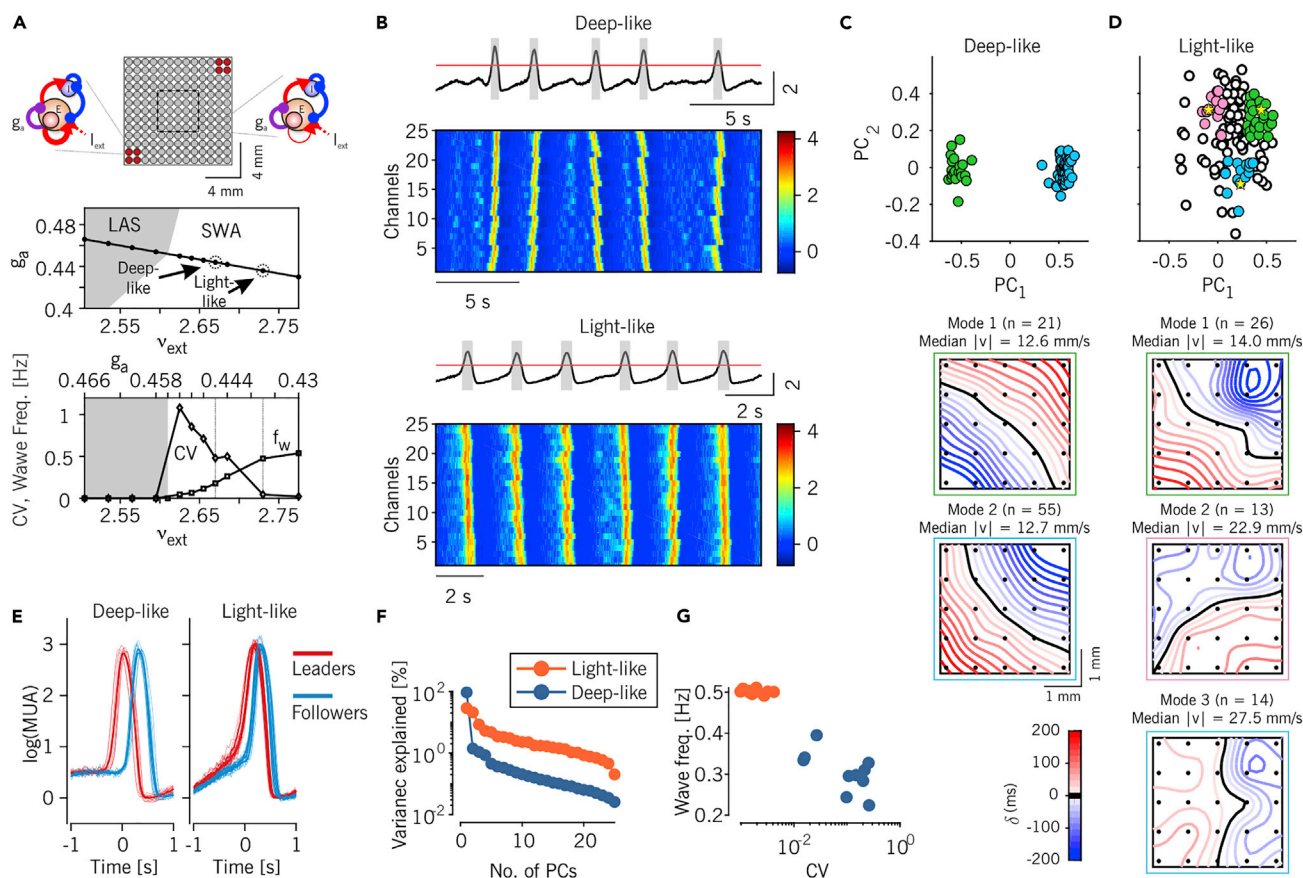 A
I
E
g_a
I_ext
I
E
g_a
I_ext
4 mm
4 mm
LAS
SWA
Deep-
like
Light-
like
g_a
0.48
0.44
0.4
2.55
2.65
2.75
ν_ext
g_a
0.466
0.458
0.444
0.43
CV, Wawe Freq. [Hz]
1
0.5
0
CV
f_w
2.55
2.65
2.75
ν_ext
B
Deep-like
2
5 s
Channels
25
20
15
10
5
4
2
0
5 s
Light-like
2
2 s
Channels
25
20
15
10
5
4
2
0
2 s
C
Deep-like
PC_2
0.4
0.2
0
-0.2
-0.4
-0.5
0
0.5
PC_1
Mode 1 (n = 21)
Median |v| = 12.6 mm/s
Mode 2 (n = 55)
Median |v| = 12.7 mm/s
1 mm
1 mm
D
Light-like
-0.5
0
0.5
PC_1
Mode 1 (n = 26)
Median |v| = 14.0 mm/s
Mode 2 (n = 13)
Median |v| = 22.9 mm/s
Mode 3 (n = 14)
Median |v| = 27.5 mm/s
δ (ms)
200
100
0
-100
-200
E
Deep-like
Light-like
log(MUA)
3
2
1
0
-1
0
1
Time [s]
-1
0
1
Time [s]
Leaders
Followers
F
Light-like
Deep-like
Varianec explained [%]
10^2
10^0
10^-2
0
10
20
No. of PCs
G
Wave freq. [Hz]
0.5
0.4
0.3
0.2
10^-2
10^0
CV